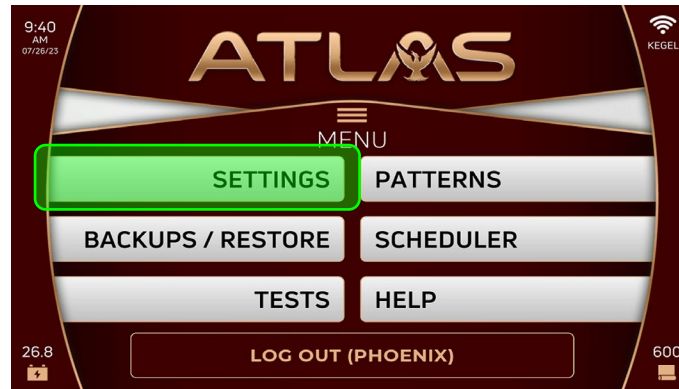 9:40
AM
07/26/23
ATLAS
KEGEL
MENU
SETTINGS
PATTERNS
BACKUPS / RESTORE
SCHEDULER
TESTS
HELP
26.8
LOG OUT (PHOENIX)
600